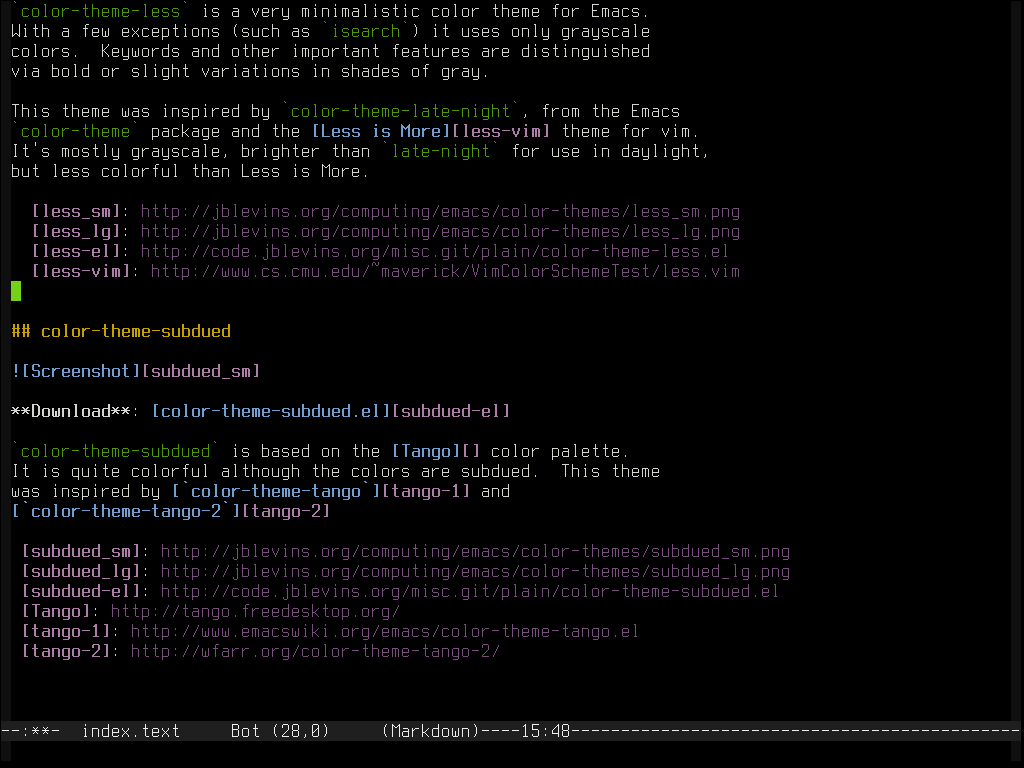 `color-theme-less` is a very minimalistic color theme for Emacs.
With a few exceptions (such as `isearch`) it uses only grayscale
colors.  Keywords and other important features are distinguished
via bold or slight variations in shades of gray.
This theme was inspired by `color-theme-late-night`, from the Emacs
`color-theme` package and the [Less is More][less-vim] theme for vim.
It's mostly grayscale, brighter than `late-night` for use in daylight,
but less colorful than Less is More.
[less_sm]: http://jblevins.org/computing/emacs/color-themes/less_sm.png
[less_lg]: http://jblevins.org/computing/emacs/color-themes/less_lg.png
[less-el]: http://code.jblevins.org/misc.git/plain/color-theme-less.el
[less-vim]: http://www.cs.cmu.edu/~maverick/VimColorSchemeTest/less.vim
## color-theme-subdued
![Screenshot][subdued_sm]
**Download**: [color-theme-subdued.el][subdued-el]
`color-theme-subdued` is based on the [Tango][] color palette.
It is quite colorful although the colors are subdued.  This theme
was inspired by [`color-theme-tango`][tango-1] and
[`color-theme-tango-2`][tango-2]
[subdued_sm]: http://jblevins.org/computing/emacs/color-themes/subdued_sm.png
[subdued_lg]: http://jblevins.org/computing/emacs/color-themes/subdued_lg.png
[subdued-el]: http://code.jblevins.org/misc.git/plain/color-theme-subdued.el
[Tango]: http://tango.freedesktop.org/
[tango-1]: http://www.emacswiki.org/emacs/color-theme-tango.el
[tango-2]: http://wfarr.org/color-theme-tango-2/
--:**-  index.text     Bot (28,0)     (Markdown)----15:48---------------------------------------------